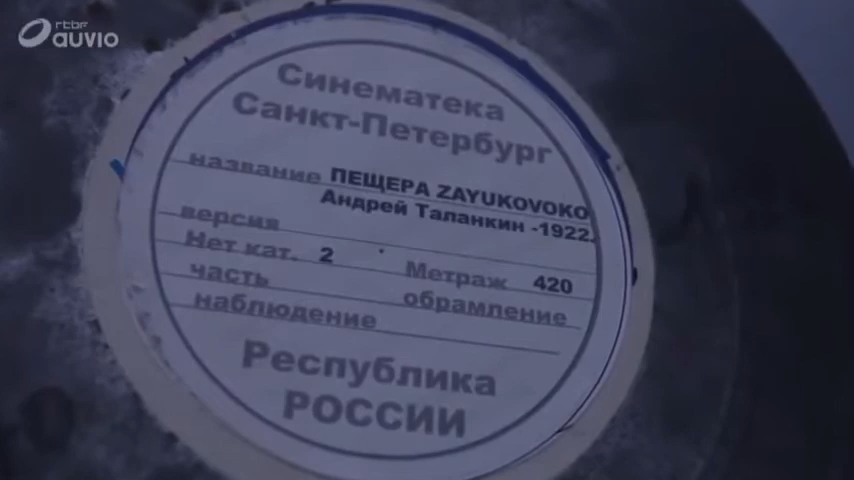 rtbf
auvio
Синематека
Санкт-Петербург
название ПЕЩЕРА ZAYUKOVOKO
Андрей Таланкин -1922.
версия
Нет кат. 2 Метраж 420
часть обрамление
наблюдение
Республика
РОССИИ